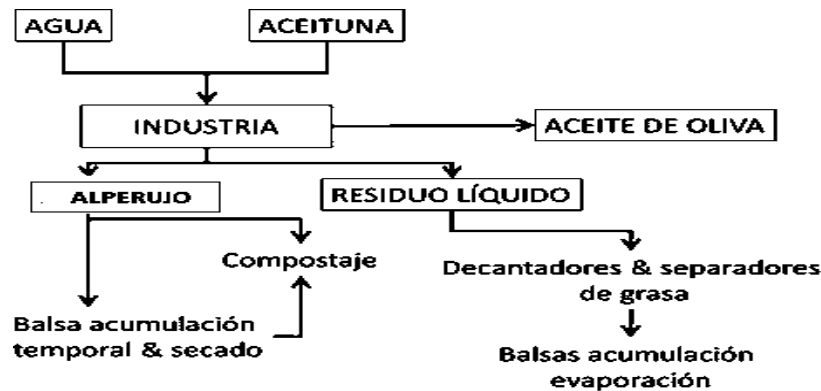 AGUA
ACEITUNA
INDUSTRIA
ACEITE DE OLIVA
ALPERUJO
RESIDUO LÍQUIDO
Compostaje
Decantadores & separadores
de grasa
Balsa acumulación
temporal & secado
Balsas acumulación
evaporación